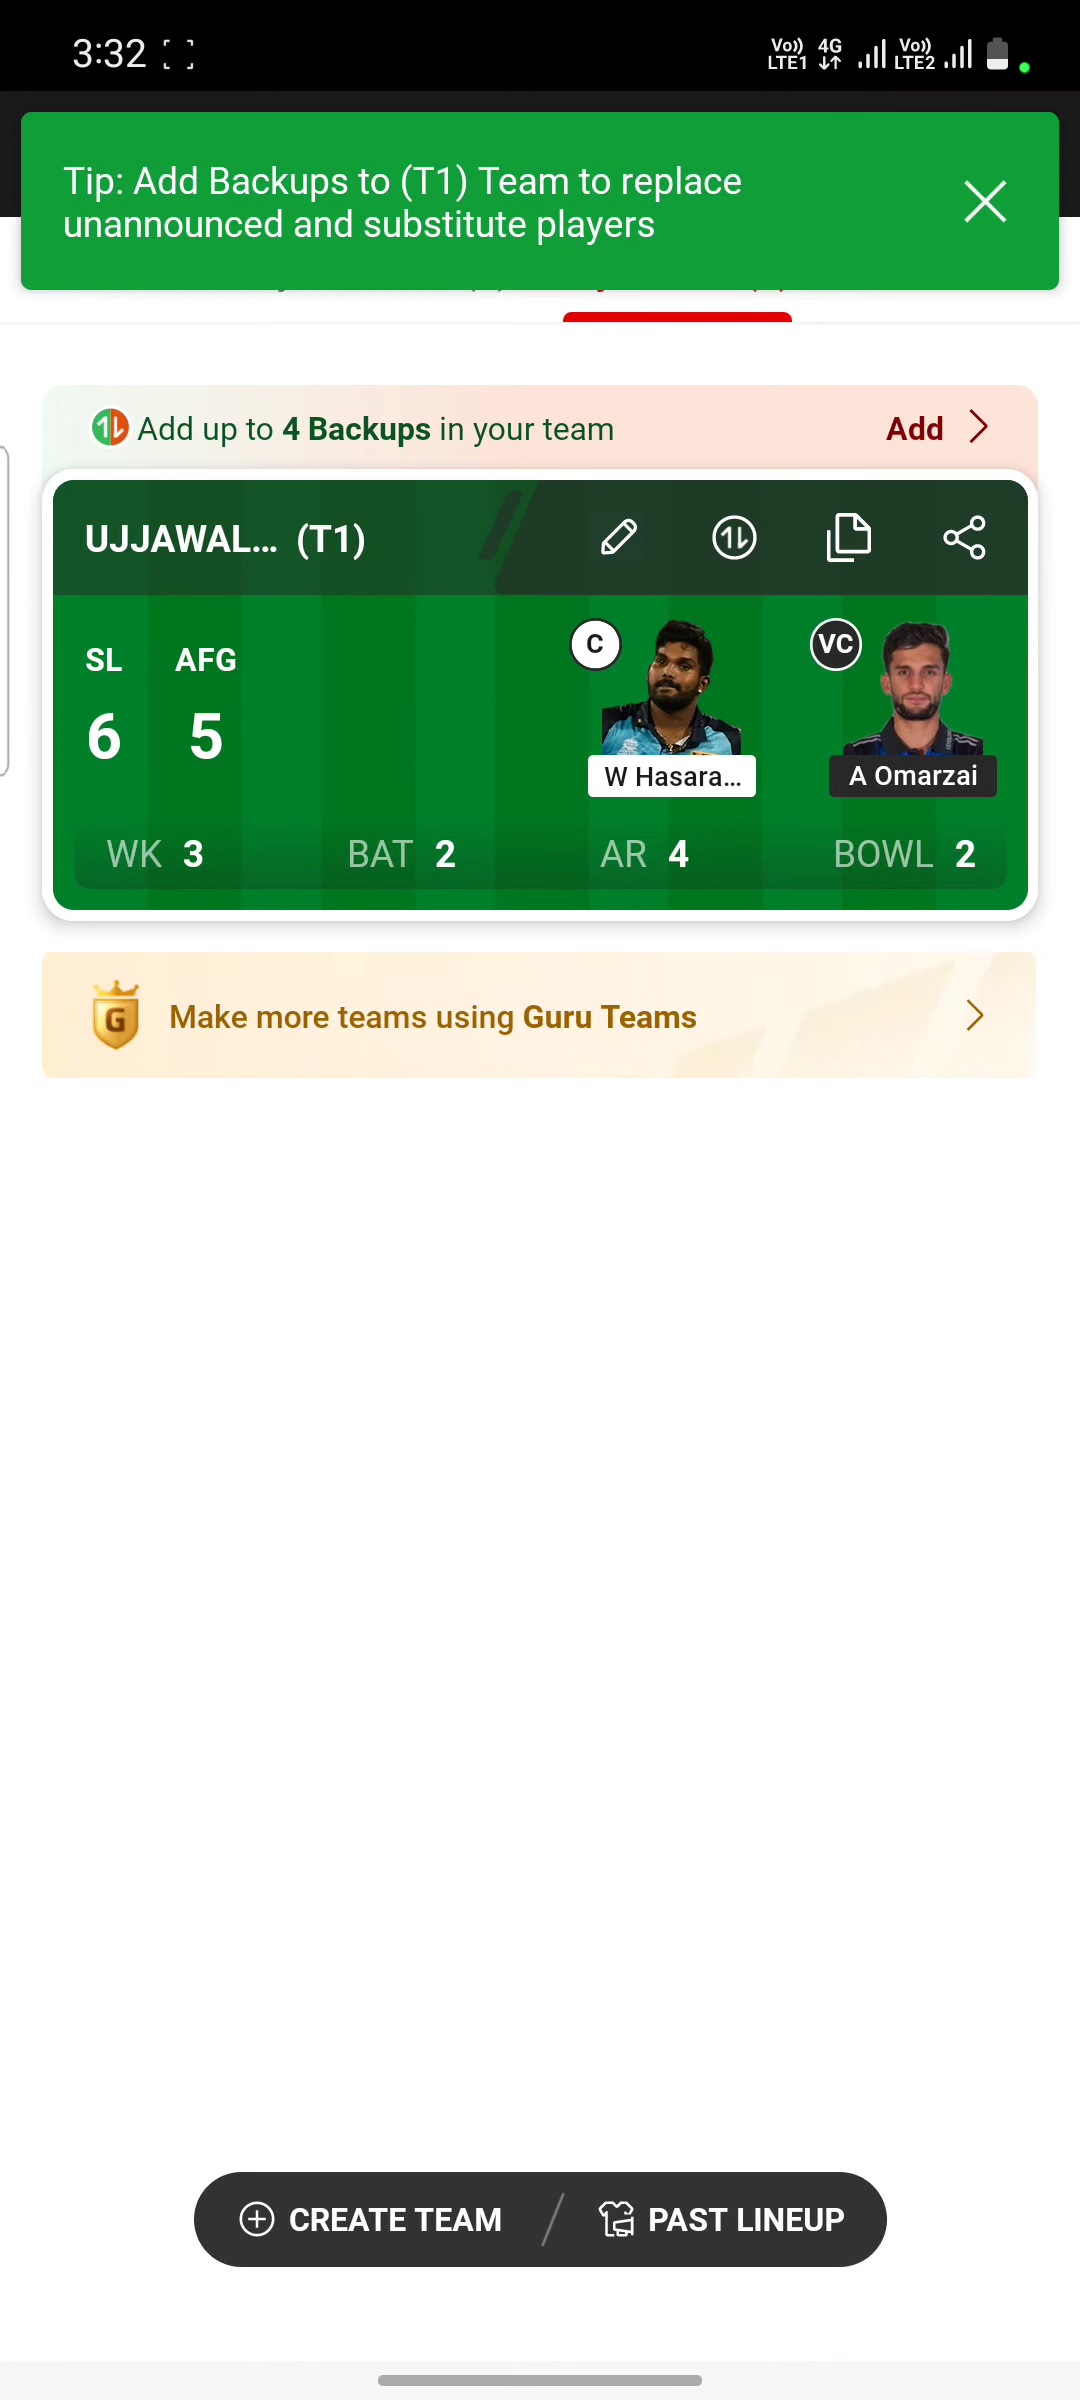 3:32
Vo)) LTE1 4G Vo)) LTE2
Tip: Add Backups to (T1) Team to replace
unannounced and substitute players
Add up to 4 Backups in your team Add
UJJAWAL... (T1)
C VC
SL AFG
6 5
W Hasara... A Omarzai
WK 3 BAT 2 AR 4 BOWL 2
G Make more teams using Guru Teams
CREATE TEAM PAST LINEUP